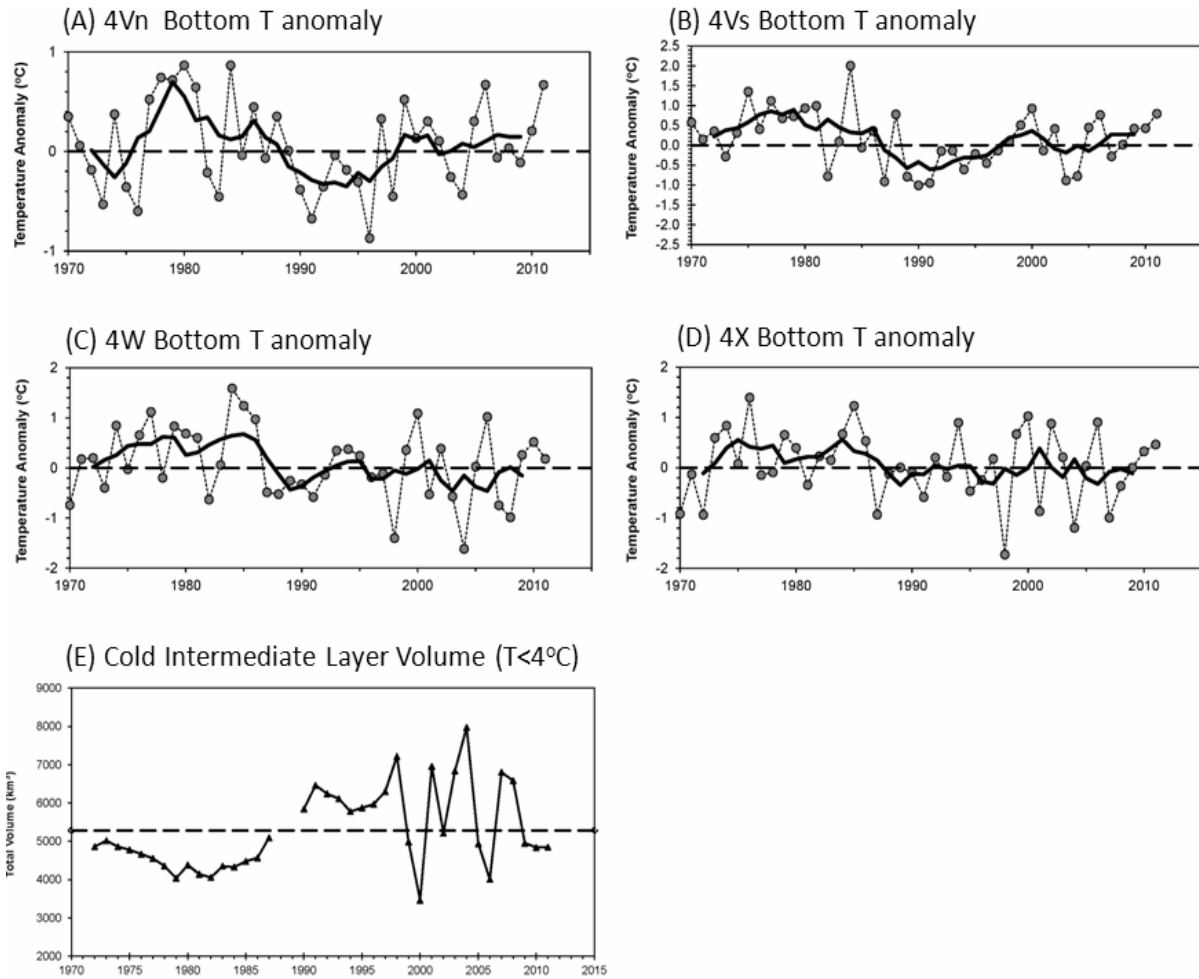 (A) 4Vn Bottom T anomaly
Temperature Anomaly (°C)
1
0
-1
1970 1980 1990 2000 2010
(B) 4Vs Bottom T anomaly
Temperature Anomaly (°C)
2.5
2.0
1.5
1.0
0.5
0.0
-0.5
-1.0
-1.5
-2.0
-2.5
1970 1980 1990 2000 2010
(C) 4W Bottom T anomaly
Temperature Anomaly (°C)
2
1
0
-1
-2
1970 1980 1990 2000 2010
(D) 4X Bottom T anomaly
Temperature Anomaly (°C)
2
1
0
-1
-2
1970 1980 1990 2000 2010
(E) Cold Intermediate Layer Volume (T<4°C)
Total Volume (km³)
9000
8000
7000
6000
5000
4000
3000
2000
1970 1975 1980 1985 1990 1995 2000 2005 2010 2015